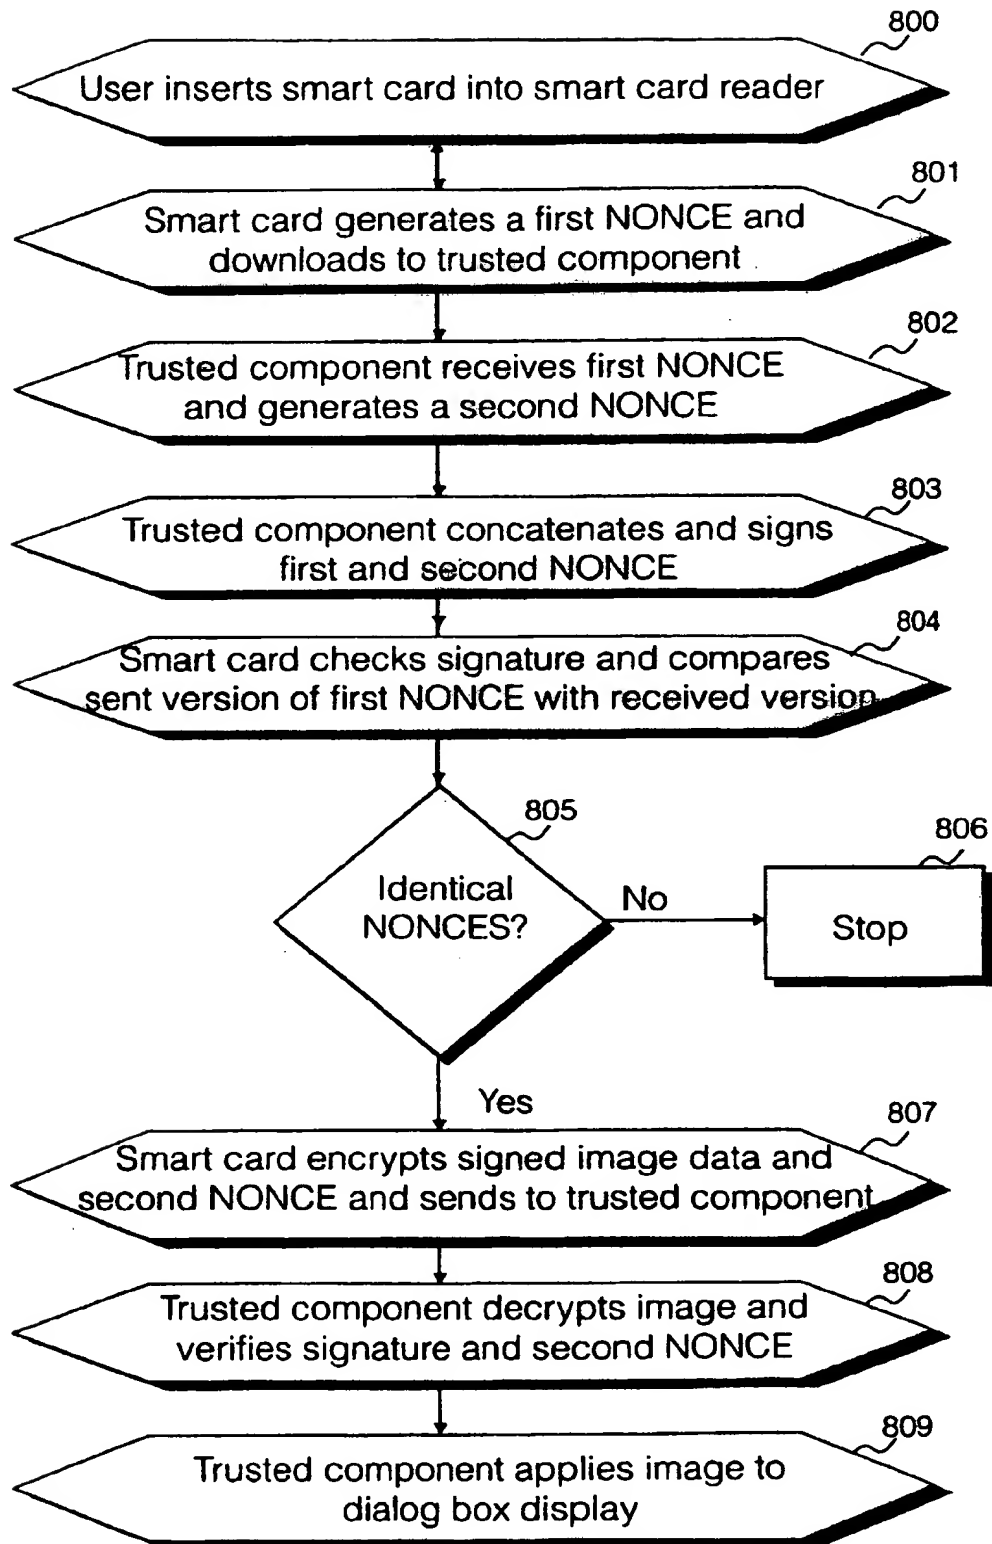 800
User inserts smart card into smart card reader
801
Smart card generates a first NONCE and
downloads to trusted component
802
Trusted component receives first NONCE
and generates a second NONCE
803
Trusted component concatenates and signs
first and second NONCE
804
Smart card checks signature and compares
sent version of first NONCE with received version
805
Identical
NONCES?
No
806
Stop
Yes
807
Smart card encrypts signed image data and
second NONCE and sends to trusted component
808
Trusted component decrypts image and
verifies signature and second NONCE
809
Trusted component applies image to
dialog box display